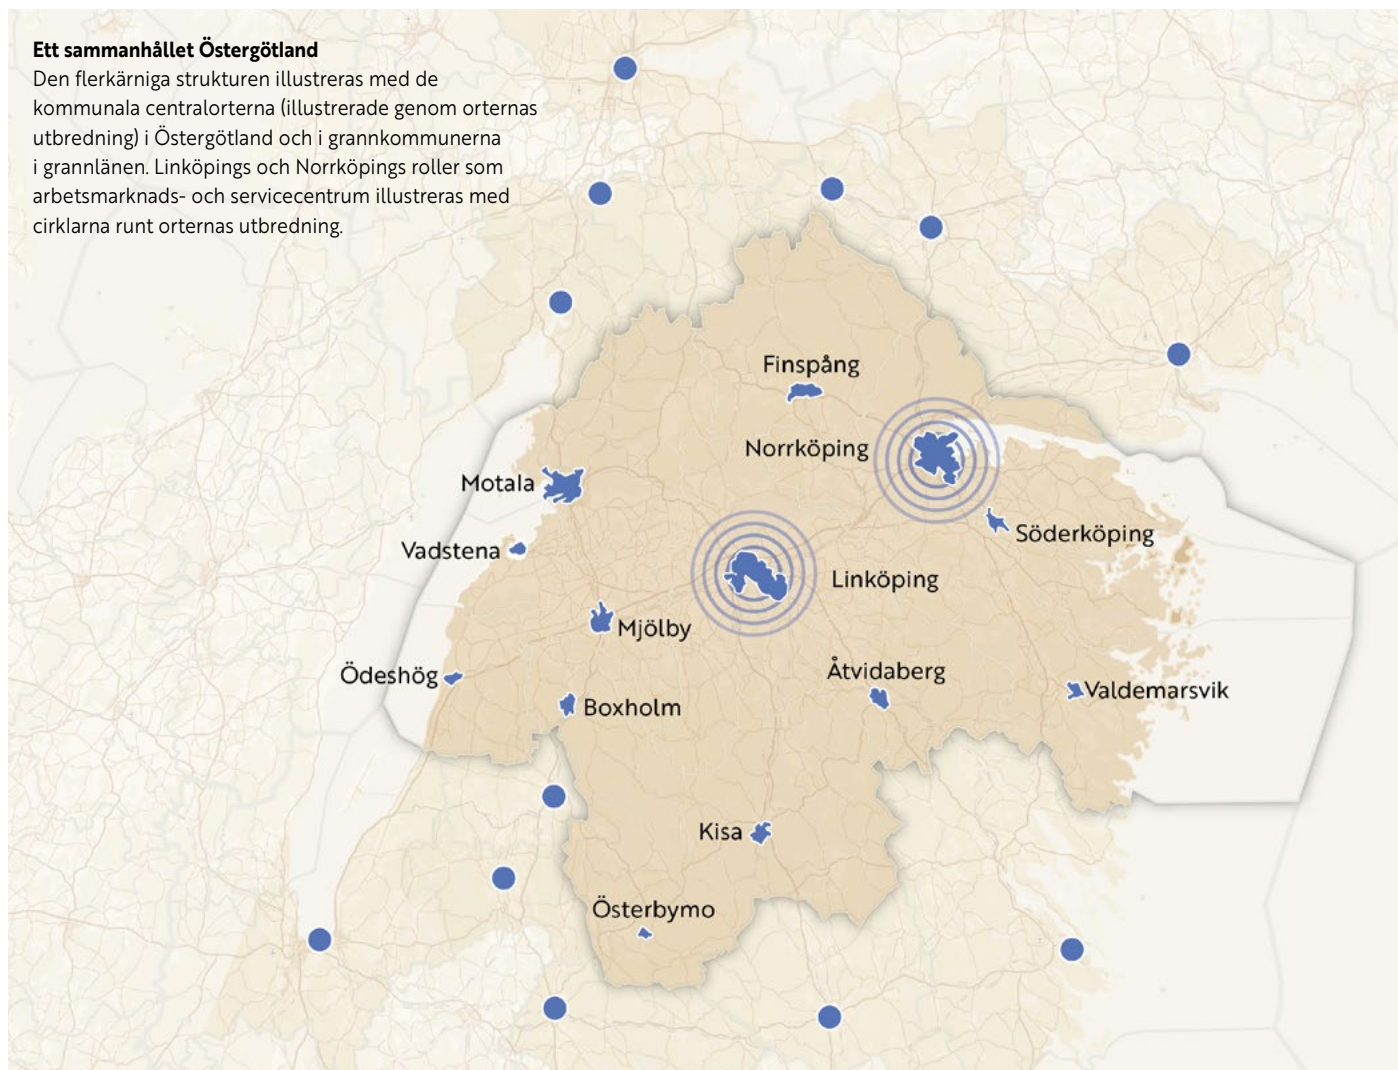 Ett sammanhållet Östergötland
Den flerkärniga strukturen illustreras med de
kommunala centralorterna (illustrerade genom orternas
utbredning) i Östergötland och i grannkommunerna
i grannlänen. Linköpings och Norrköpings roller som
arbetsmarknads- och servicecentrum illustreras med
cirklarna runt orternas utbredning.
Finspång
Norrköping
Motala
Söderköping
Vadstena
Linköping
Mjölby
Åtvidaberg
Ödeshög
Valdemarsvik
Boxholm
Kisa
Österbymo